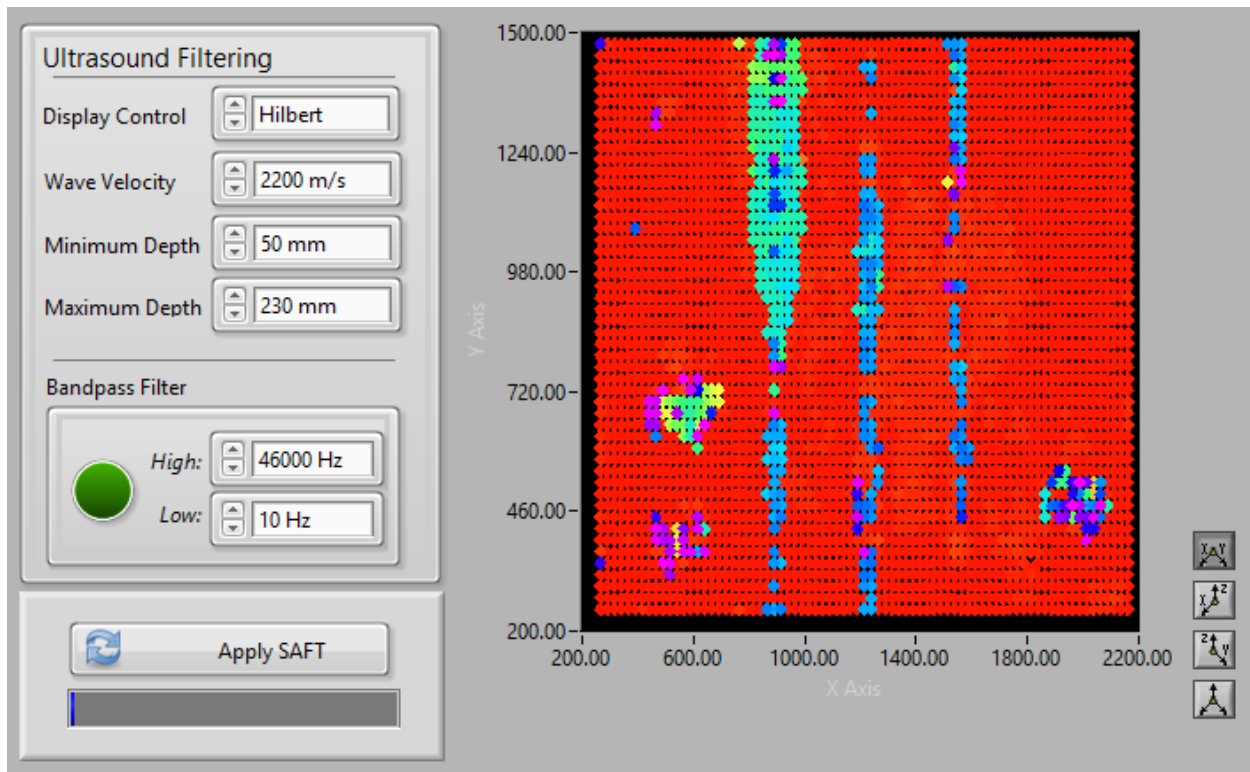 Ultrasound Filtering
Display Control Hilbert
Wave Velocity 2200 m/s
Minimum Depth 50 mm
Maximum Depth 230 mm
Bandpass Filter
High: 46000 Hz
Low: 10 Hz
Apply SAFT
1500.00
1240.00
980.00
720.00
460.00
200.00
Y Axis
200.00 600.00 1000.00 1400.00 1800.00 2200.00
X Axis
X Y
X Z
Z Y